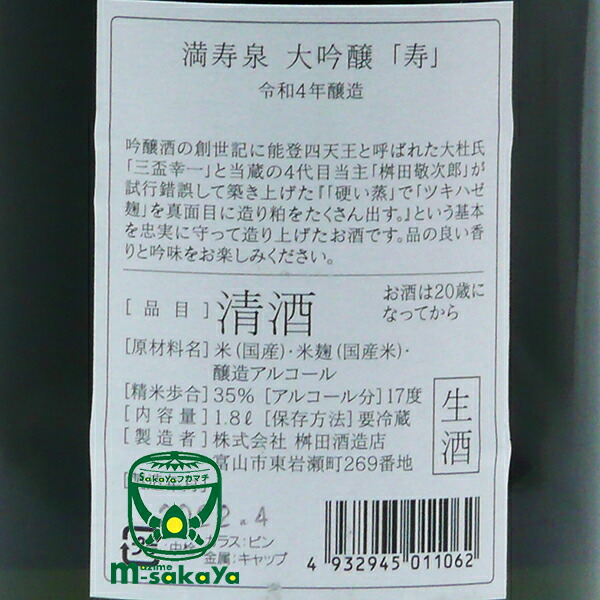 満寿泉 大吟醸「寿」
令和4年醸造
吟醸酒の創世記に能登四天王と呼ばれた大杜氏
「三盃幸一」と当蔵の4代目当主「桝田敬次郎」が
試行錯誤して築き上げた『「硬い蒸」で「ツキハゼ
麹」を真面目に造り粕をたくさん出す。』という基本
を忠実に守って造り上げたお酒です。品の良い香
りと吟味をお楽しみください。
[品目] 清酒 お酒は20歳に
なってから
[原材料名] 米(国産)・米麹(国産米)・
醸造アルコール
[精米歩合] 35% [アルコール分] 17度
[内容量] 1.8ℓ [保存方法] 要冷蔵
[製造者] 株式会社 桝田酒造店
富山市東岩瀬町269番地
生酒
Sakayaフカマチ
2.4
ガラス:ビン
金属:キャップ
mazime
m-sakaya
4 932945 011062